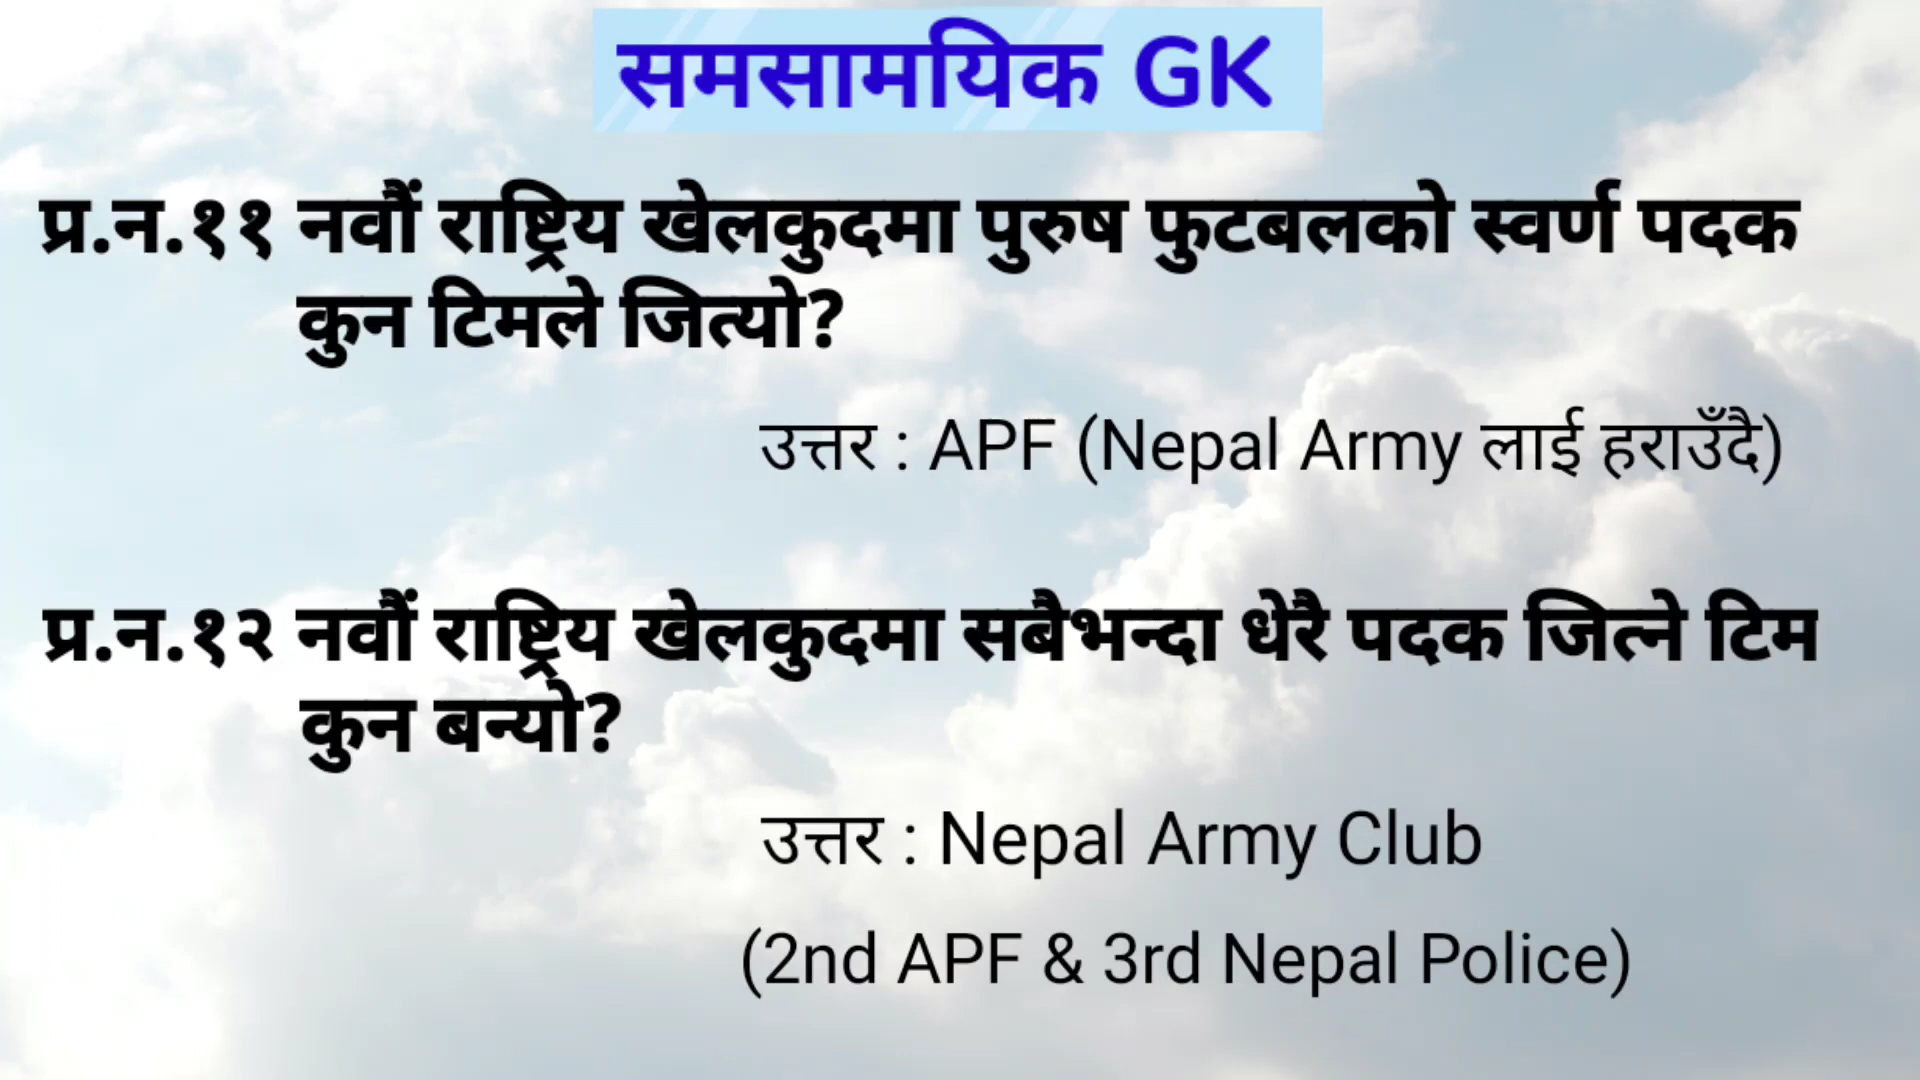 समसामयिक GK
प्र.न.११ नवौं राष्ट्रिय खेलकुदमा पुरुष फुटबलको स्वर्ण पदक
कुन टिमले जित्यो?
उत्तर : APF (Nepal Army लाई हराउँदै)
प्र.न.१२ नवौं राष्ट्रिय खेलकुदमा सबैभन्दा धेरै पदक जित्ने टिम
कुन बन्यो?
उत्तर : Nepal Army Club
(2nd APF & 3rd Nepal Police)